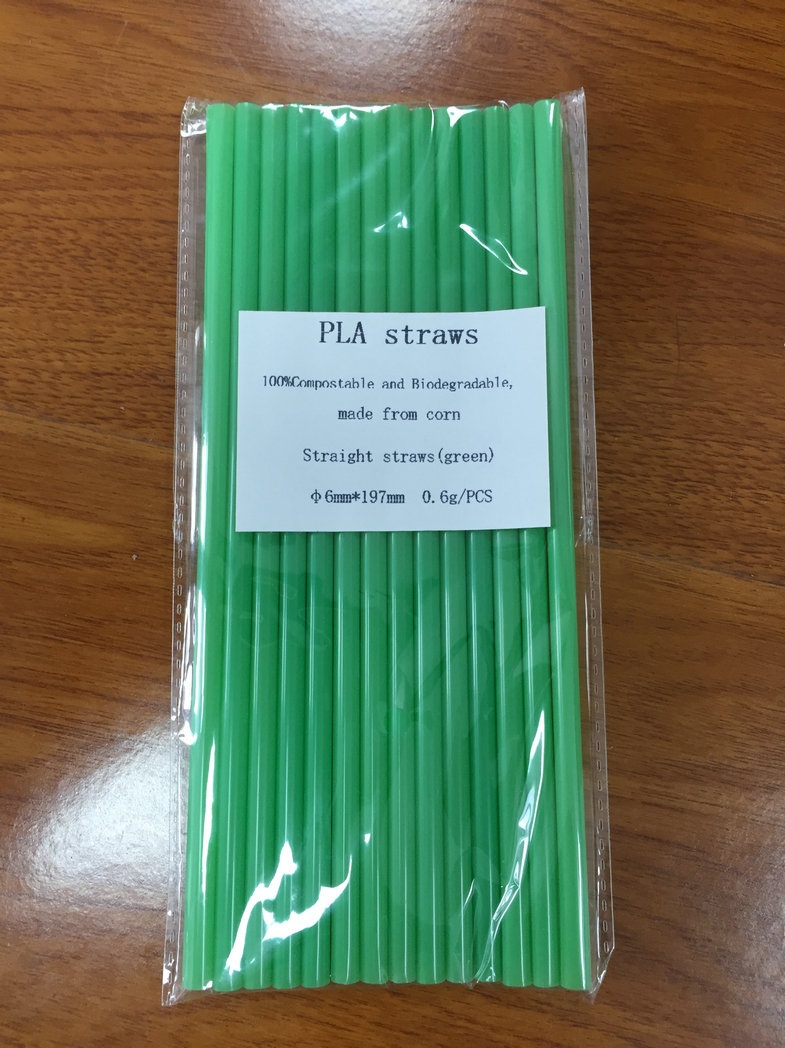 PLA straws
100%Compostable and Biodegradable,
made from corn
Straight straws(green)
Φ6mm*197mm 0.6g/PCS